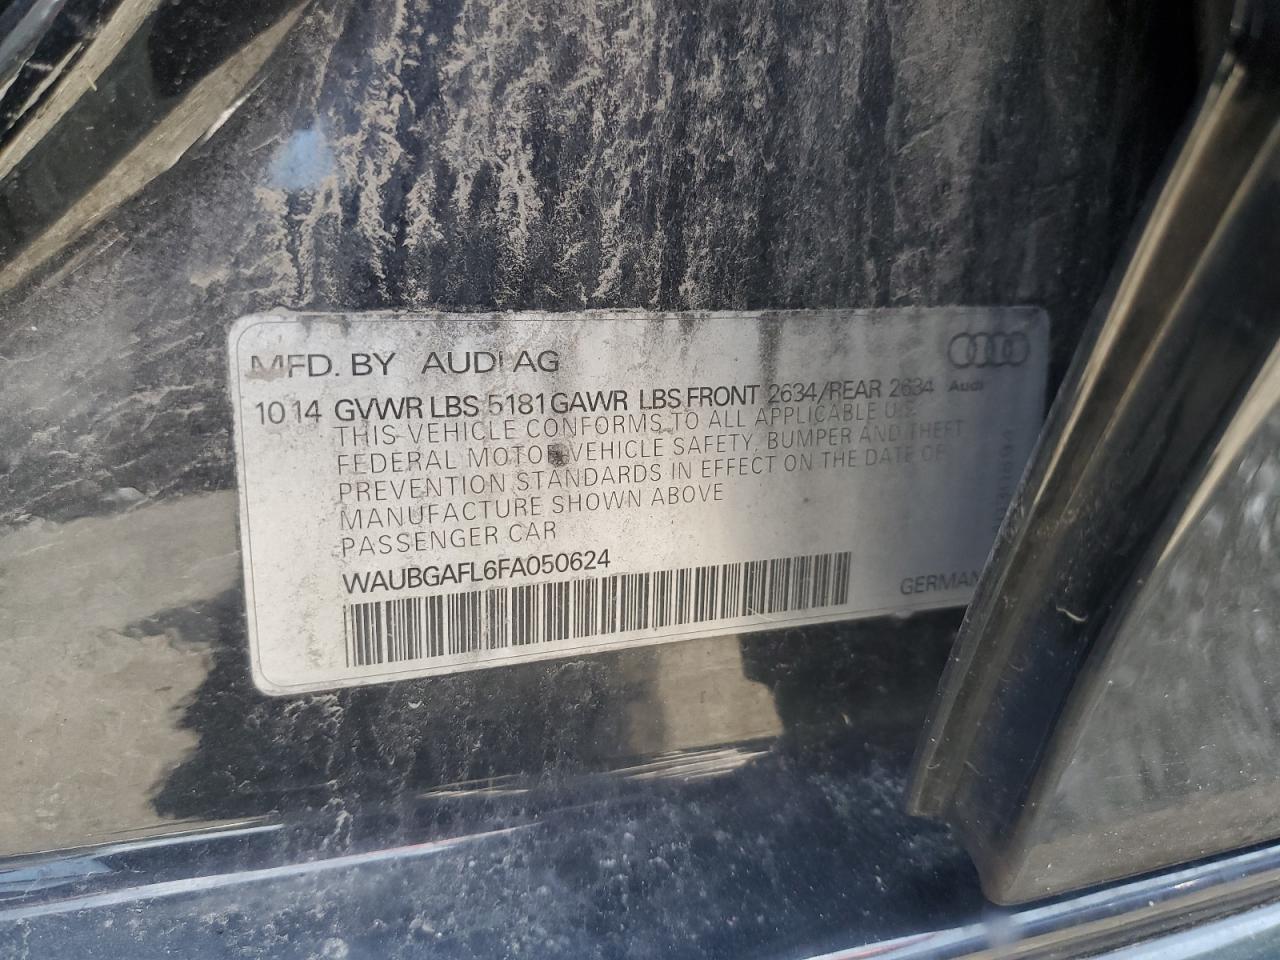 MFD. BY AUDI AG
10 14 GVWR LBS 5181 GAWR LBS FRONT 2634/REAR 2634
Audi
THIS VEHICLE CONFORMS TO ALL APPLICABLE U.S.
FEDERAL MOTOR VEHICLE SAFETY, BUMPER AND THEFT
PREVENTION STANDARDS IN EFFECT ON THE DATE OF
MANUFACTURE SHOWN ABOVE
PASSENGER CAR
WAUBGAFL6FA050624
GERMAN